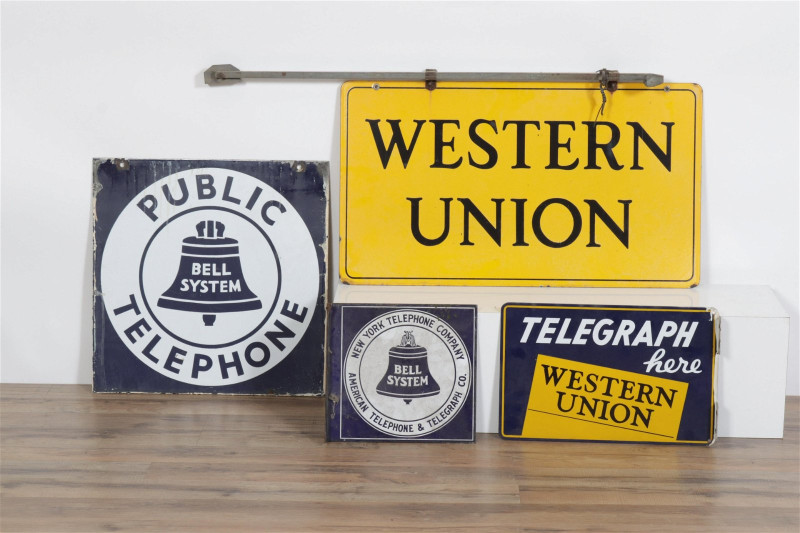 WESTERN
UNION
PUBLIC
BELL
SYSTEM
TELEPHONE
NEW YORK TELEPHONE COMPANY
BELL
SYSTEM
AMERICAN TELEPHONE & TELEGRAPH CO.
TELEGRAPH
here
WESTERN
UNION